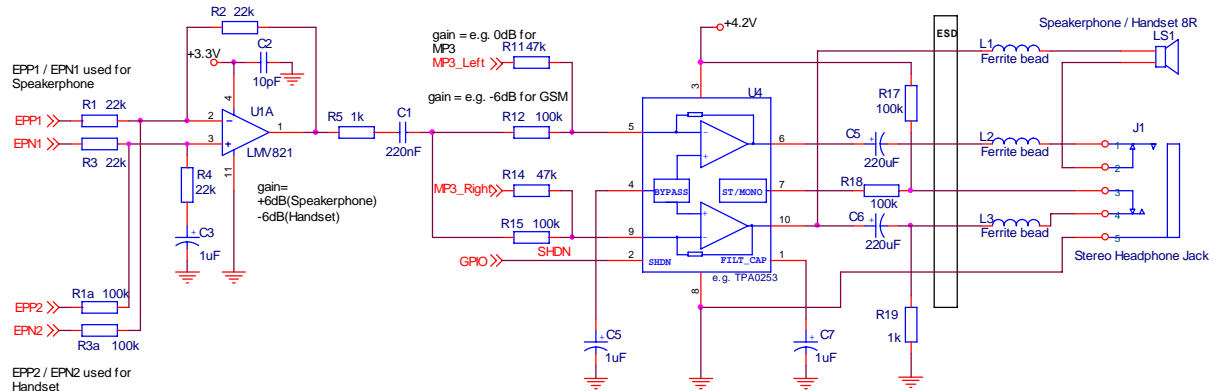 R2 22k
+3.3V
C2
10pF
EPP1 / EPN1 used for
Speakerphone
R1 22k
EPP1
EPN1
R3 22k
U1A
LMV821
2
3
4
11
1
R4
22k
gain=
+6dB(Speakerphone)
-6dB(Handset)
C3
1uF
R1a 100k
EPP2
EPN2
R3a 100k
EPP2 / EPN2 used for
Handset
R5 1k
C1
220nF
gain = e.g. 0dB for
MP3
R11 47k
MP3_Left
gain = e.g. -6dB for GSM
R12 100k
R14 47k
MP3_Right
R15 100k
SHDN
GPIO
+4.2V
U4
3
5
6
4
BYPASS
ST/MONO
7
9
10
2
SHDN
FILT_CAP
1
8
e.g. TPA0253
C5
1uF
C7
1uF
R17
100k
C5
220uF
R18
100k
C6
220uF
R19
1k
ESD
Speakerphone / Handset 8R
LS1
L1
Ferrite bead
L2
Ferrite bead
L3
Ferrite bead
J1
1
2
3
4
5
Stereo Headphone Jack